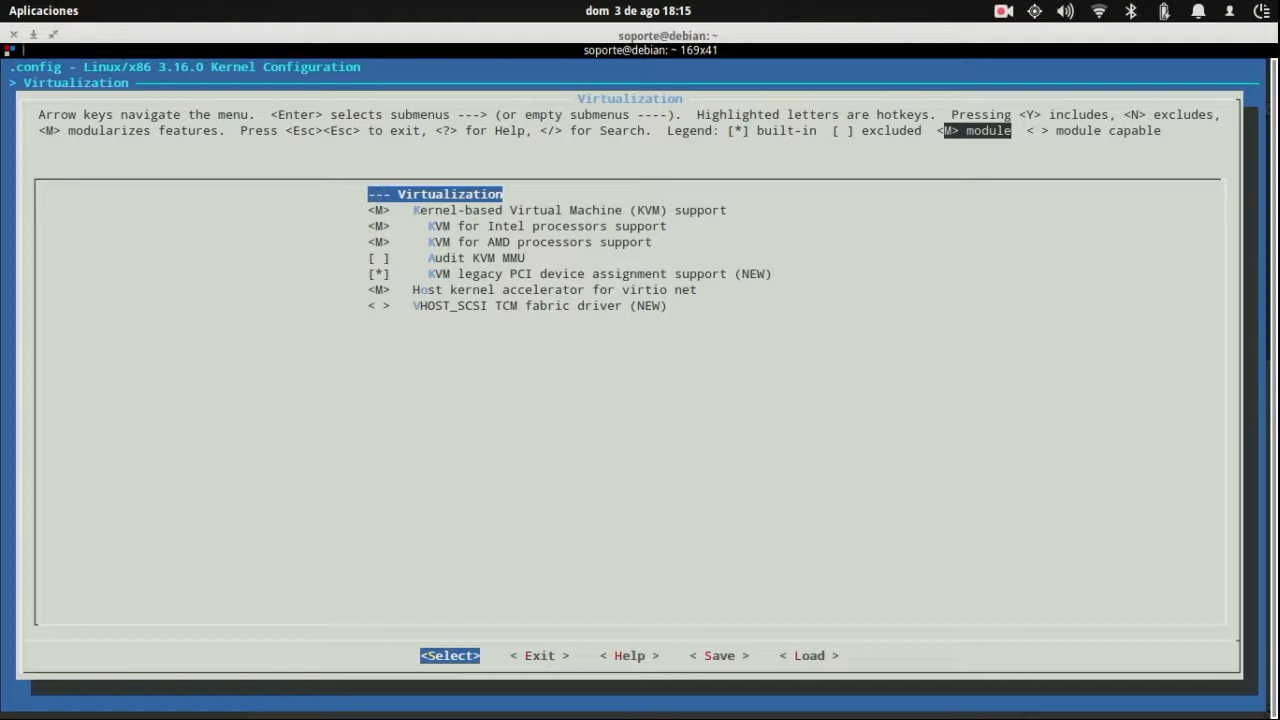 Aplicaciones
dom 3 de ago 18:15
soporte@debian: ~
soporte@debian: ~ 169x41
.config - Linux/x86 3.16.0 Kernel Configuration
> Virtualization
Virtualization
Arrow keys navigate the menu.  <Enter> selects submenus ---> (or empty submenus ----).  Highlighted letters are hotkeys.  Pressing <Y> includes, <N> excludes,
<M> modularizes features.  Press <Esc><Esc> to exit, <?> for Help, </> for Search.  Legend: [*] built-in  [ ] excluded  <M> module  < > module capable
--- Virtualization
<M>   Kernel-based Virtual Machine (KVM) support
<M>     KVM for Intel processors support
<M>     KVM for AMD processors support
[ ]     Audit KVM MMU
[*]     KVM legacy PCI device assignment support (NEW)
<M>   Host kernel accelerator for virtio net
< >   VHOST_SCSI TCM fabric driver (NEW)
<Select>    < Exit >    < Help >    < Save >    < Load >